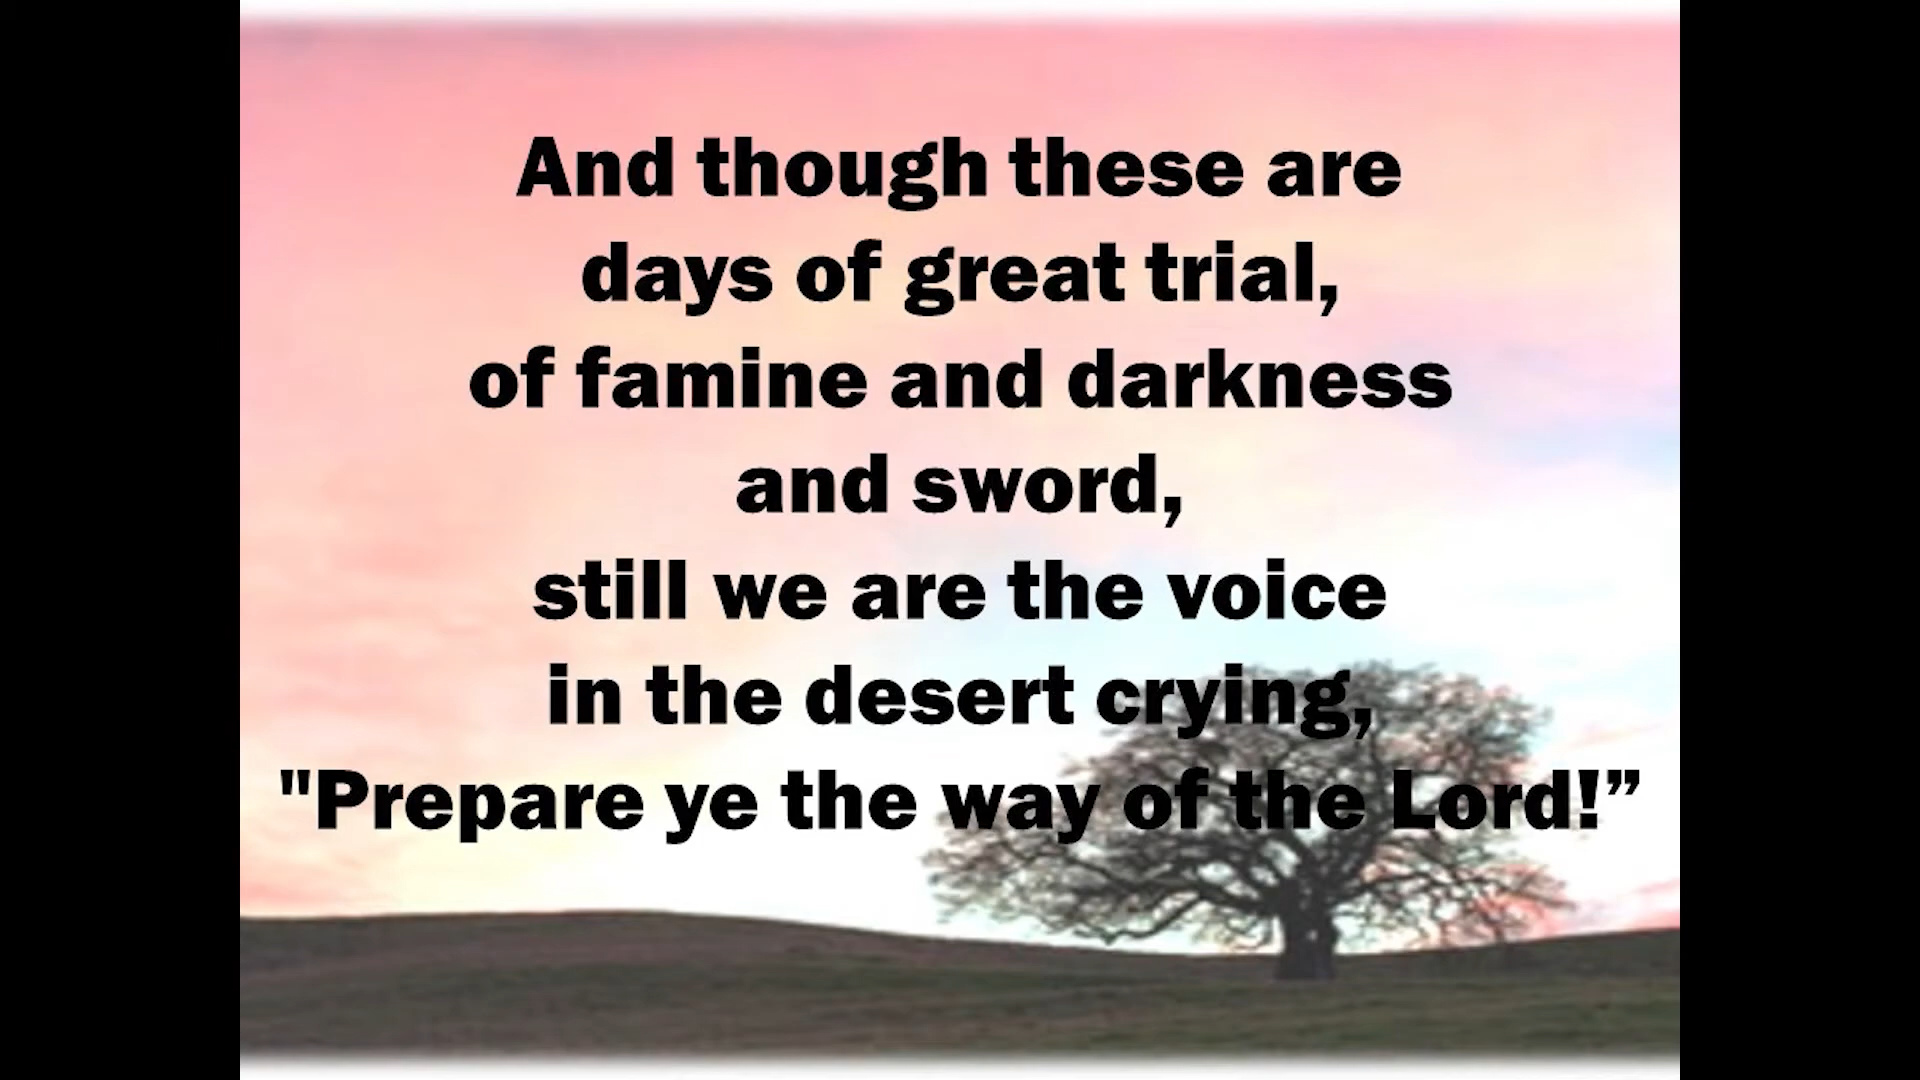 And though these are
days of great trial,
of famine and darkness
and sword,
still we are the voice
in the desert crying,
"Prepare ye the way of the Lord!”